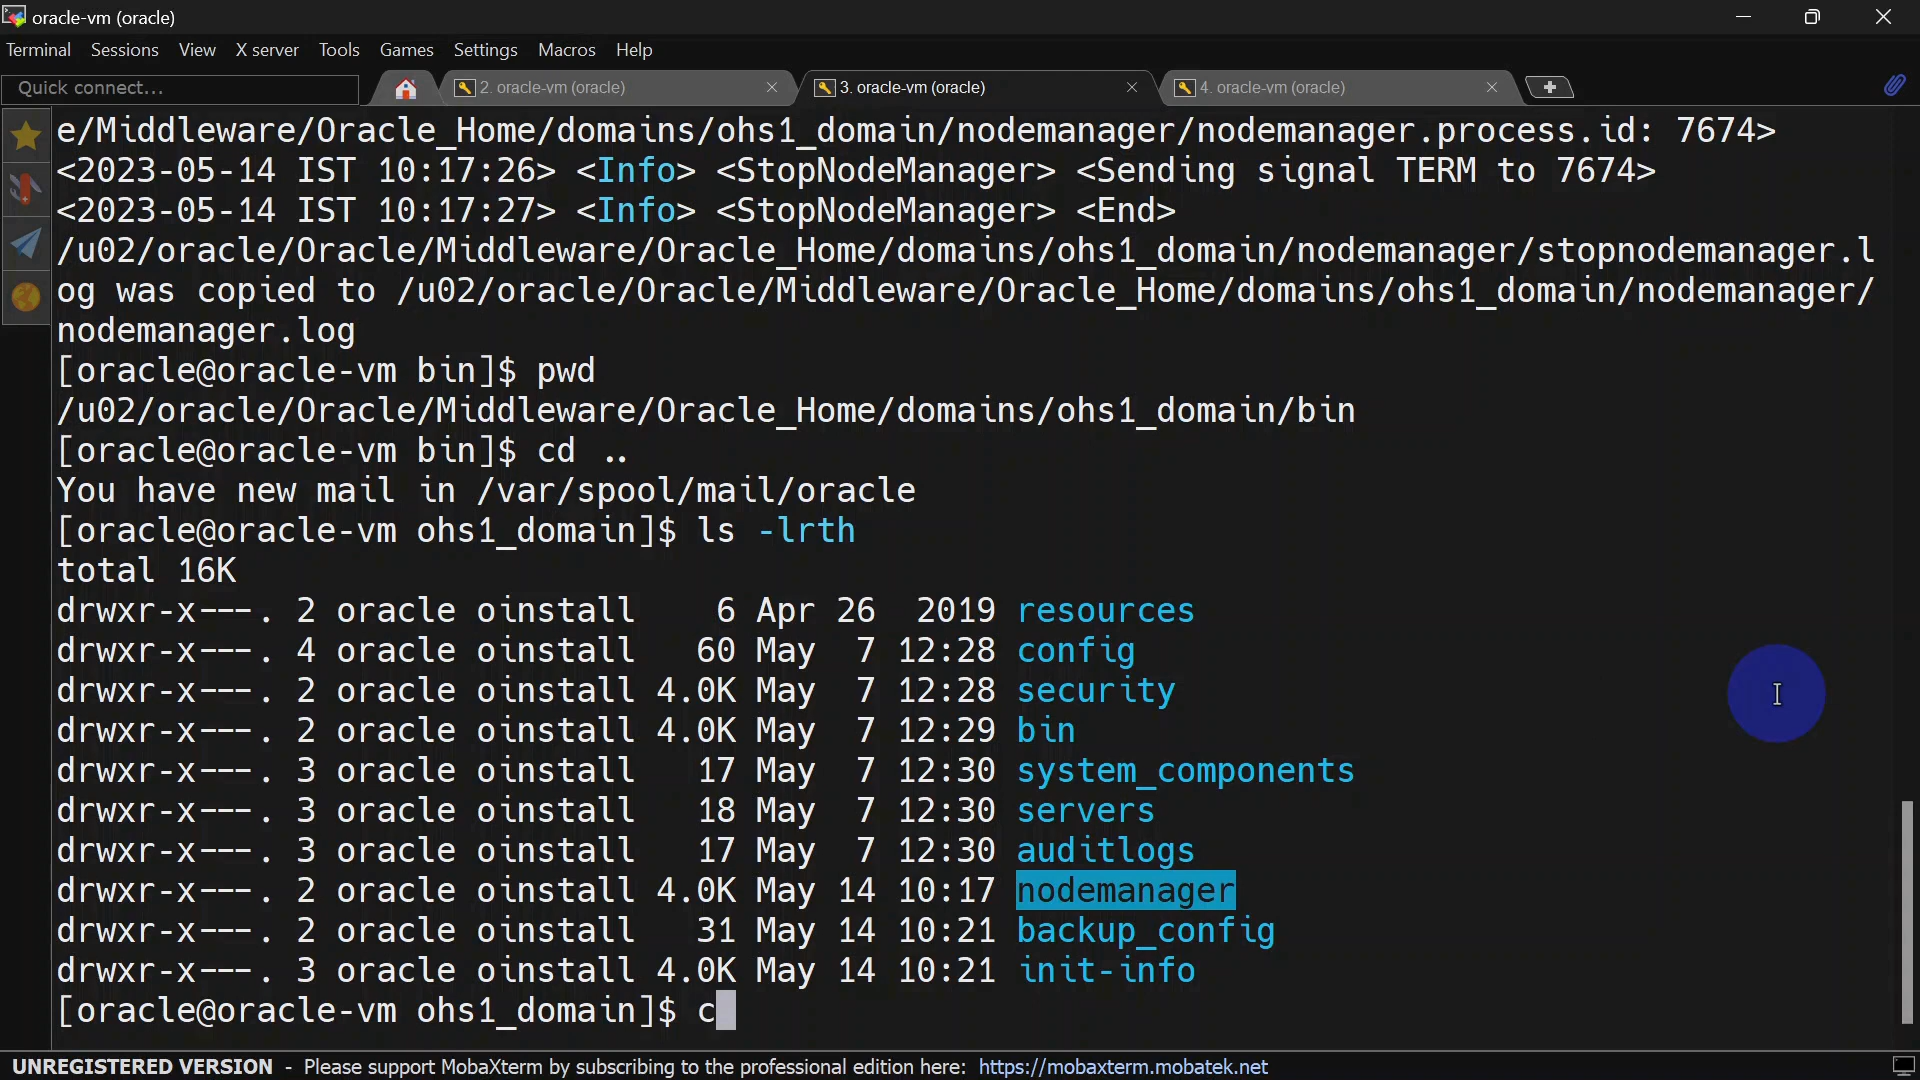 oracle-vm (oracle)
Terminal Sessions View X server Tools Games Settings Macros Help
Quick connect... 2. oracle-vm (oracle) 3. oracle-vm (oracle) 4. oracle-vm (oracle)
e/Middleware/Oracle_Home/domains/ohs1_domain/nodemanager/nodemanager.process.id: 7674>
<2023-05-14 IST 10:17:26> <Info> <StopNodeManager> <Sending signal TERM to 7674>
<2023-05-14 IST 10:17:27> <Info> <StopNodeManager> <End>
/u02/oracle/Oracle/Middleware/Oracle_Home/domains/ohs1_domain/nodemanager/stopnodemanager.l
og was copied to /u02/oracle/Oracle/Middleware/Oracle_Home/domains/ohs1_domain/nodemanager/
nodemanager.log
[oracle@oracle-vm bin]$ pwd
/u02/oracle/Oracle/Middleware/Oracle_Home/domains/ohs1_domain/bin
[oracle@oracle-vm bin]$ cd ..
You have new mail in /var/spool/mail/oracle
[oracle@oracle-vm ohs1_domain]$ ls -lrth
total 16K
drwxr-x---. 2 oracle oinstall    6 Apr 26  2019 resources
drwxr-x---. 4 oracle oinstall   60 May  7 12:28 config
drwxr-x---. 2 oracle oinstall 4.0K May  7 12:28 security
drwxr-x---. 2 oracle oinstall 4.0K May  7 12:29 bin
drwxr-x---. 3 oracle oinstall   17 May  7 12:30 system_components
drwxr-x---. 3 oracle oinstall   18 May  7 12:30 servers
drwxr-x---. 3 oracle oinstall   17 May  7 12:30 auditlogs
drwxr-x---. 2 oracle oinstall 4.0K May 14 10:17 nodemanager
drwxr-x---. 2 oracle oinstall   31 May 14 10:21 backup_config
drwxr-x---. 3 oracle oinstall 4.0K May 14 10:21 init-info
[oracle@oracle-vm ohs1_domain]$ c
UNREGISTERED VERSION - Please support MobaXterm by subscribing to the professional edition here: https://mobaxterm.mobatek.net